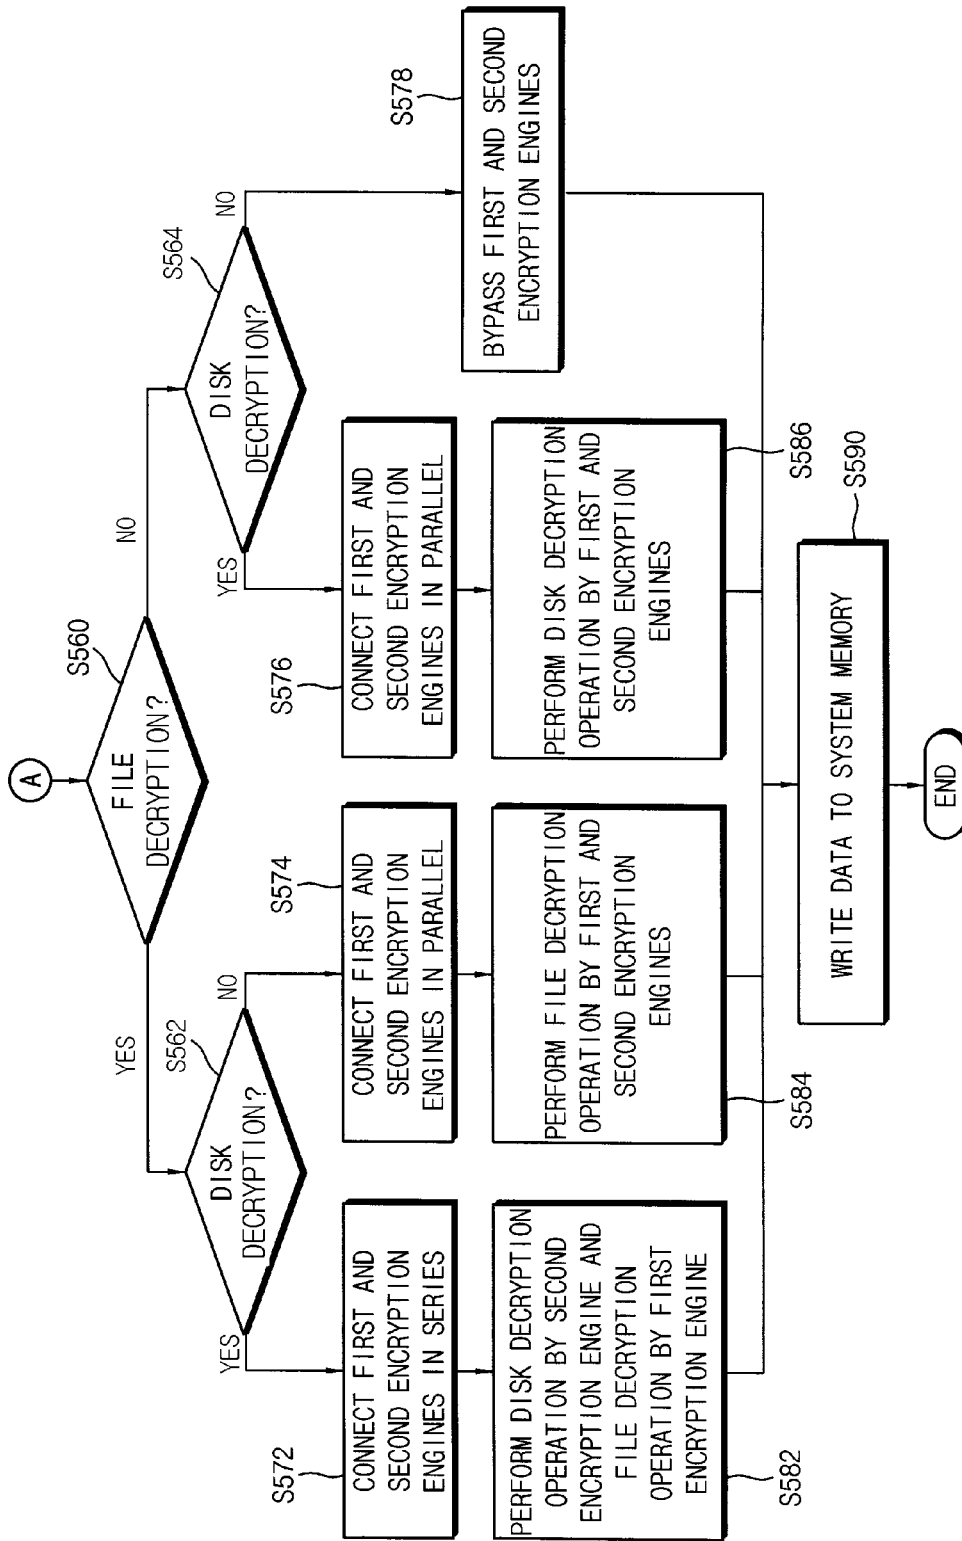 A
FILE
DECRYPTION?
S560
YES
NO
DISK
DECRYPTION?
S562
YES
NO
DISK
DECRYPTION?
S564
YES
NO
CONNECT FIRST AND
SECOND ENCRYPTION
ENGINES IN SERIES
S572
CONNECT FIRST AND
SECOND ENCRYPTION
ENGINES IN PARALLEL
S574
CONNECT FIRST AND
SECOND ENCRYPTION
ENGINES IN PARALLEL
S576
BYPASS FIRST AND SECOND
ENCRYPTION ENGINES
S578
PERFORM DISK DECRYPTION
OPERATION BY SECOND
ENCRYPTION ENGINE AND
FILE DECRYPTION
OPERATION BY FIRST
ENCRYPTION ENGINE
S582
PERFORM FILE DECRYPTION
OPERATION BY FIRST AND
SECOND ENCRYPTION
ENGINES
S584
PERFORM DISK DECRYPTION
OPERATION BY FIRST AND
SECOND ENCRYPTION
ENGINES
S586
WRITE DATA TO SYSTEM MEMORY
S590
END